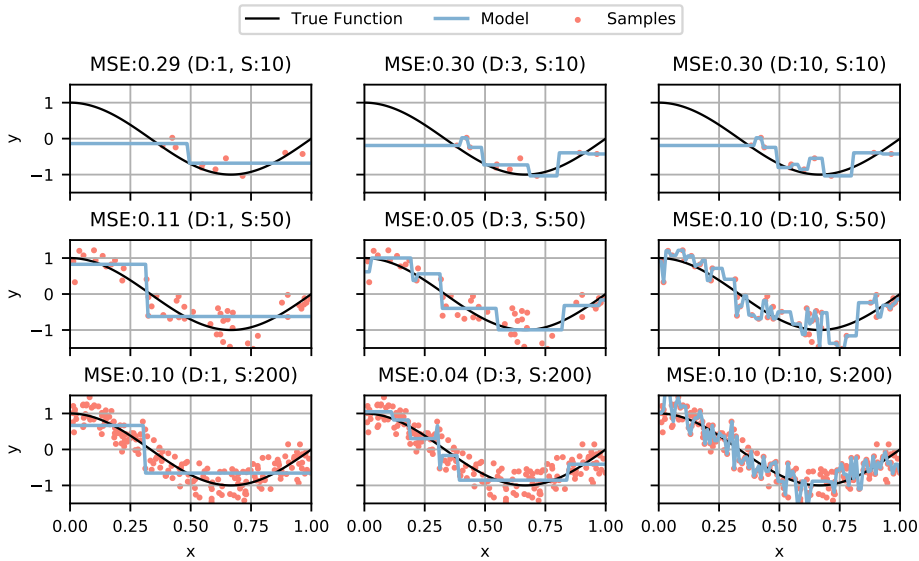 True Function Model Samples
MSE:0.29 (D:1, S:10) MSE:0.30 (D:3, S:10) MSE:0.30 (D:10, S:10)
1
0
−1
y
MSE:0.11 (D:1, S:50) MSE:0.05 (D:3, S:50) MSE:0.10 (D:10, S:50)
1
0
−1
y
MSE:0.10 (D:1, S:200) MSE:0.04 (D:3, S:200) MSE:0.10 (D:10, S:200)
1
0
−1
y
0.00 0.25 0.50 0.75 1.00 0.00 0.25 0.50 0.75 1.00 0.00 0.25 0.50 0.75 1.00
x x x